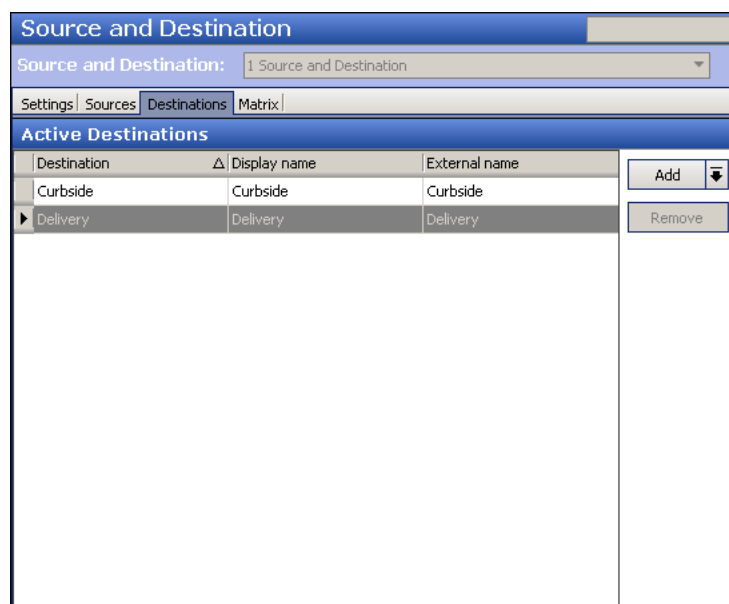 Source and Destination
Source and Destination: 1 Source and Destination
Settings Sources Destinations Matrix
Active Destinations
Destination Display name External name
Add
Curbside Curbside Curbside
Delivery Delivery Delivery
Remove